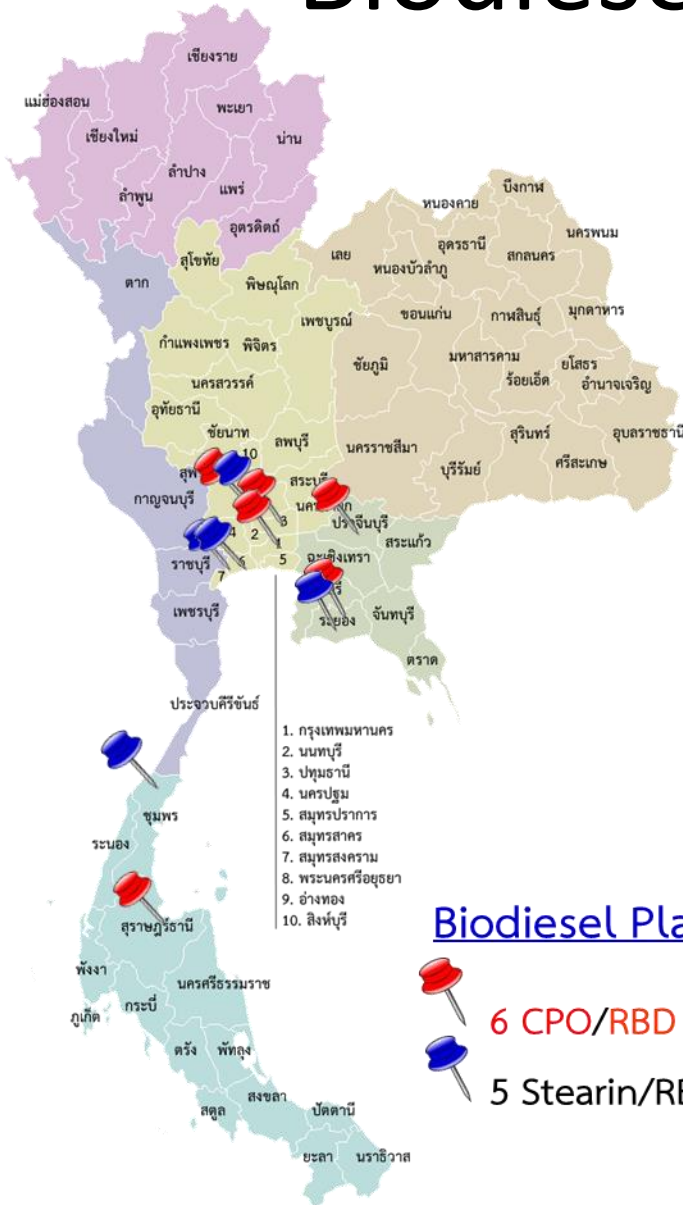 เชียงราย
แม่ฮ่องสอน
พะเยา
เชียงใหม่
น่าน
ลำปาง
แพร่
ลำพูน
อุตรดิตถ์
บึงกาฬ
หนองคาย
นครพนม
อุดรธานี
สกลนคร
เลย
หนองบัวลำภู
สุโขทัย
ตาก
พิษณุโลก
เพชบูรณ์
ขอนแก่น
กาฬสินธุ์
มุกดาหาร
กำแพงเพชร
พิจิตร
ชัยภูมิ
มหาสารคาม
ยโสธร
ร้อยเอ็ด
อำนาจเจริญ
นครสวรรค์
อุทัยธานี
ชัยนาท
ลพบุรี
นครราชสีมา
สุรินทร์
อุบลราชธานี
บุรีรัมย์
ศรีสะเกษ
10
กาญจนบุรี
3
4
2
1
5
7
สระแก้ว
ราชบุรี
เพชรบุรี
จันทบุรี
ตราด
ประจวบคีรีขันธ์
1. กรุงเทพมหานคร
2. นนทบุรี
3. ปทุมธานี
4. นครปฐม
5. สมุทรปราการ
6. สมุทรสาคร
7. สมุทรสงคราม
8. พระนครศรีอยุธยา
9. อ่างทอง
10. สิงห์บุรี
ชุมพร
ระนอง
สุราษฎร์ธานี
พังงา
นครศรีธรรมราช
ภูเก็ต
กระบี่
ตรัง
พัทลุง
สงขลา
สตูล
ปัตตานี
ยะลา
นราธิวาส
Biodiesel Pla
6 CPO/RBD
5 Stearin/RB